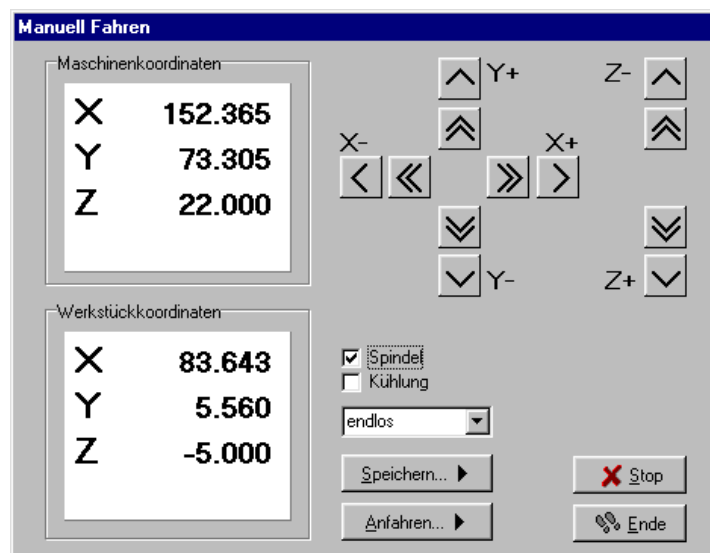 Manuell Fahren
Maschinenkoordinaten
X 152.365
Y 73.305
Z 22.000
Y+
Z-
X-
X+
Y-
Z+
Werkstückkoordinaten
X 83.643
Y 5.560
Z -5.000
Spindel
Kühlung
endlos
Speichern...
Stop
Anfahren...
Ende